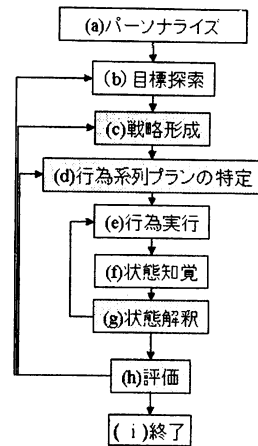 (a)パーソナライズ
(b)目標探索
(c)戦略形成
(d)行為系列プランの特定
(e)行為実行
(f)状態知覚
(g)状態解釈
(h)評価
(ｉ)終了